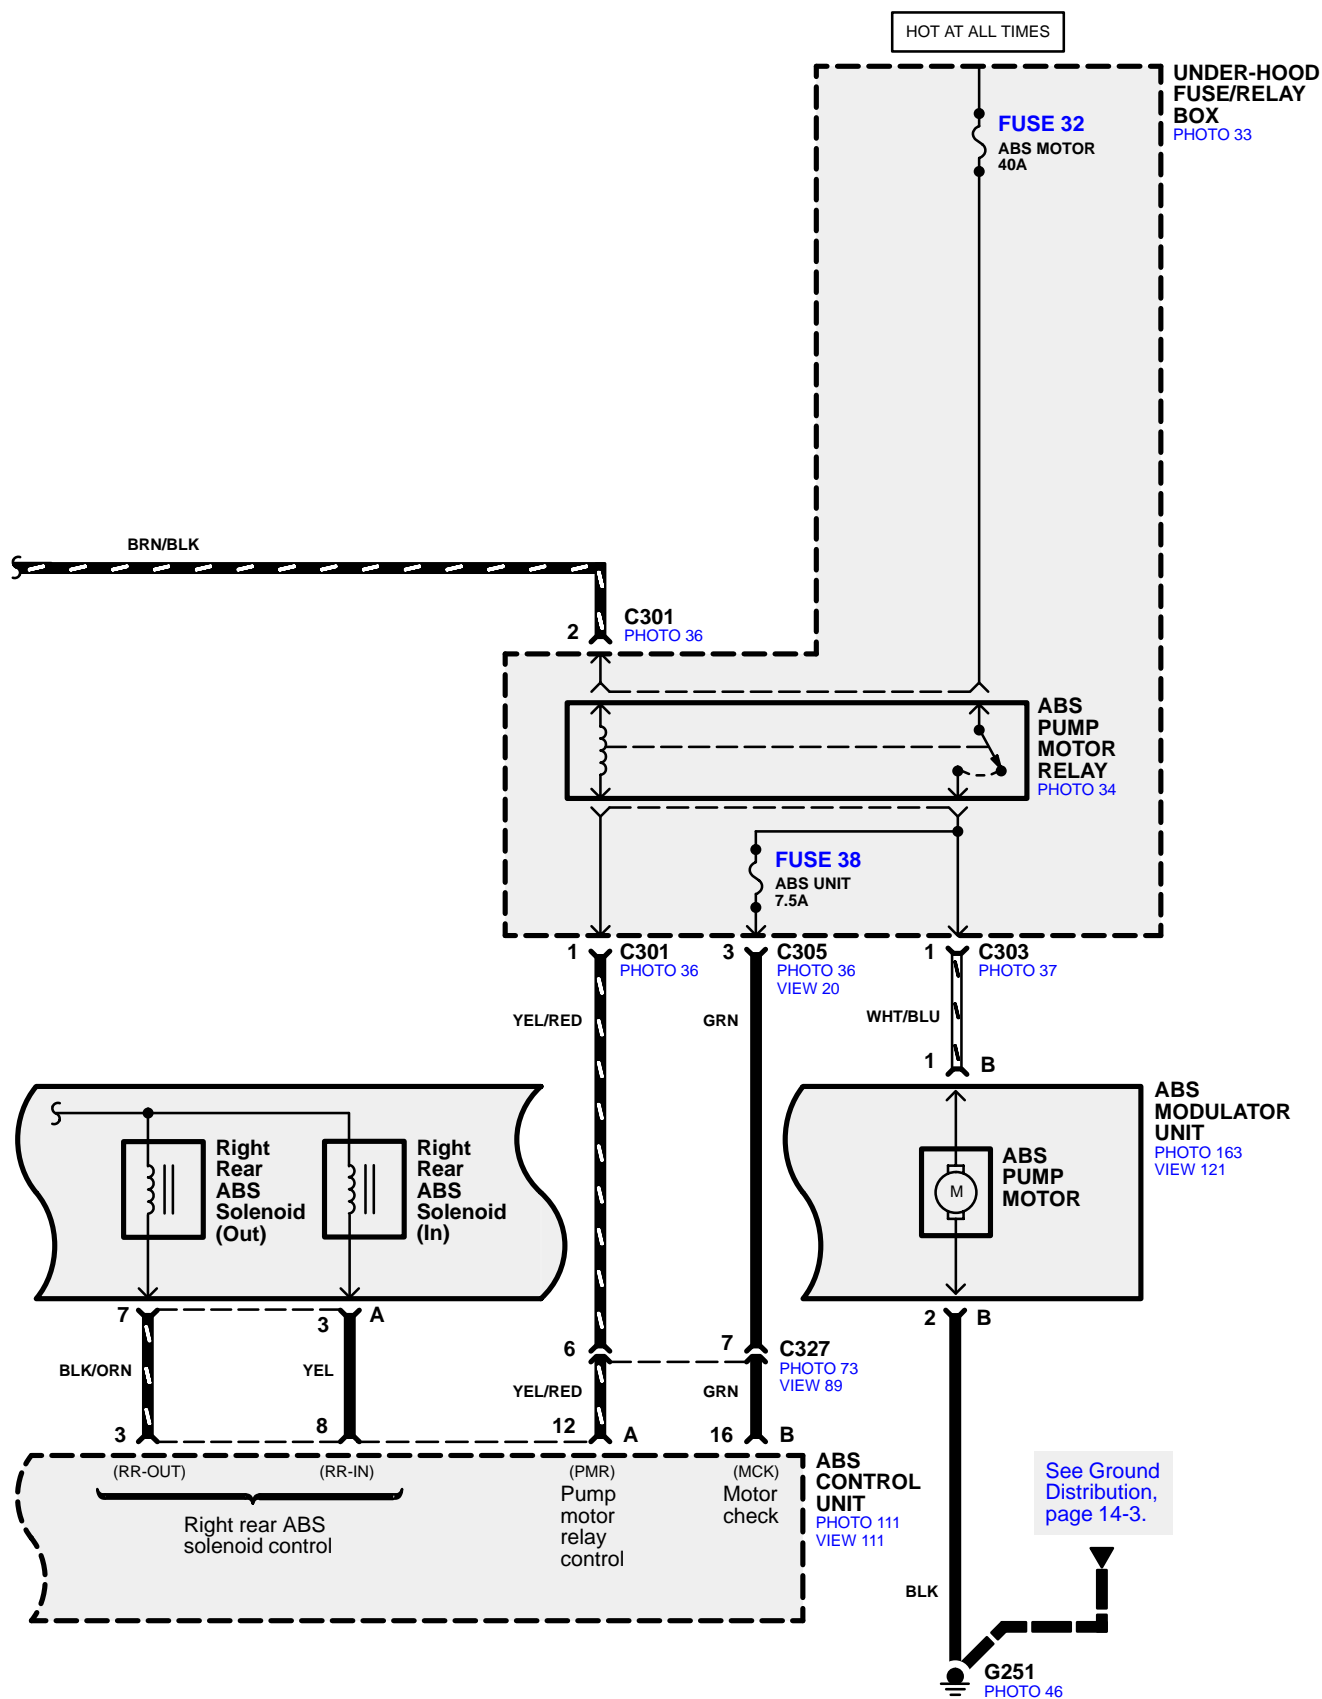 HOT AT ALL TIMES
UNDER-HOOD
FUSE/RELAY
BOX
PHOTO 33
FUSE 32
ABS MOTOR
40A
BRN/BLK
2
C301
PHOTO 36
ABS
PUMP
MOTOR
RELAY
PHOTO 34
FUSE 38
ABS UNIT
7.5A
1
C301
PHOTO 36
3
C305
PHOTO 36
VIEW 20
1
C303
PHOTO 37
YEL/RED
GRN
WHT/BLU
1
B
ABS
MODULATOR
UNIT
PHOTO 163
VIEW 121
Right
Rear
ABS
Solenoid
(Out)
Right
Rear
ABS
Solenoid
(In)
ABS
PUMP
MOTOR
M
7
3
A
2
B
6
7
C327
PHOTO 73
VIEW 89
BLK/ORN
YEL
YEL/RED
GRN
3
8
12
A
16
B
ABS
CONTROL
UNIT
PHOTO 111
VIEW 111
(RR-OUT)
(RR-IN)
(PMR)
(MCK)
Right rear ABS
solenoid control
Pump
motor
relay
control
Motor
check
See Ground
Distribution,
page 14-3.
BLK
G251
PHOTO 46